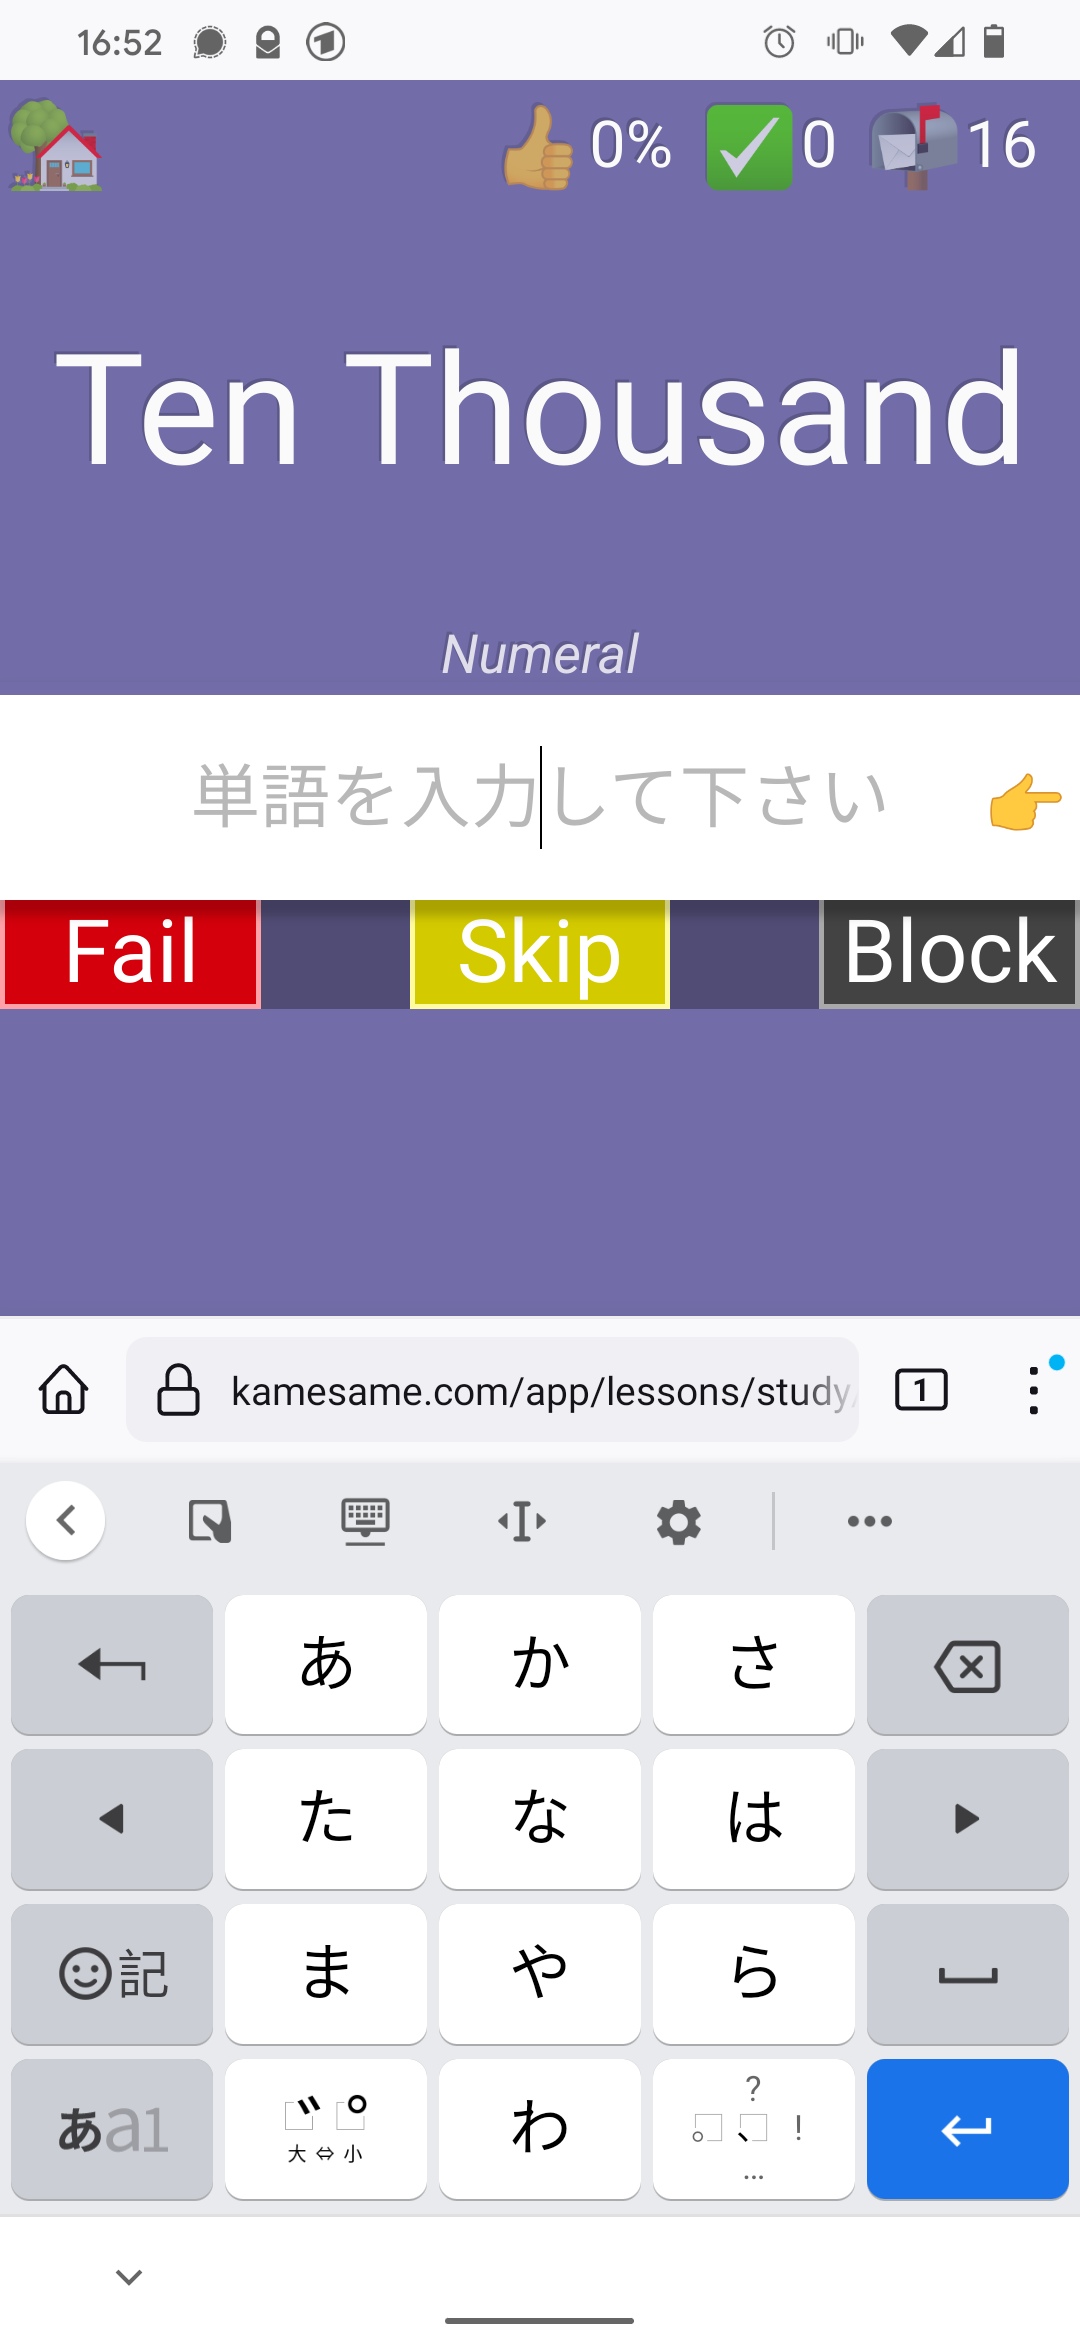 16:52
0% 0 16
Ten Thousand
Numeral
単語を入力して下さい
Fail Skip Block
kamesame.com/app/lessons/study/
1
あ か さ
た な は
記 ま や ら
あa1 大⇔小 わ 。、?!…